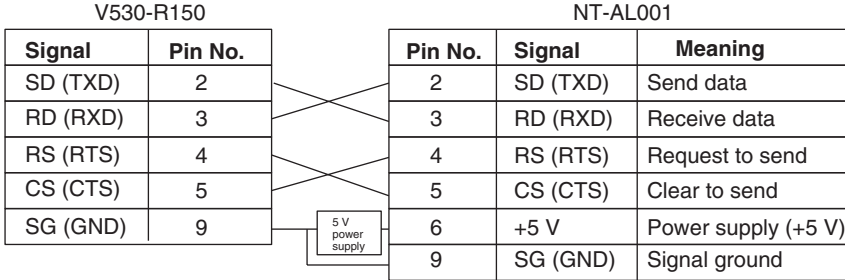 V530-R150 NT-AL001
Signal Pin No. Pin No. Signal Meaning
SD (TXD) 2 2 SD (TXD) Send data
RD (RXD) 3 3 RD (RXD) Receive data
RS (RTS) 4 4 RS (RTS) Request to send
CS (CTS) 5 5 CS (CTS) Clear to send
SG (GND) 9 5 V power supply 6 +5 V Power supply (+5 V)
9 SG (GND) Signal ground